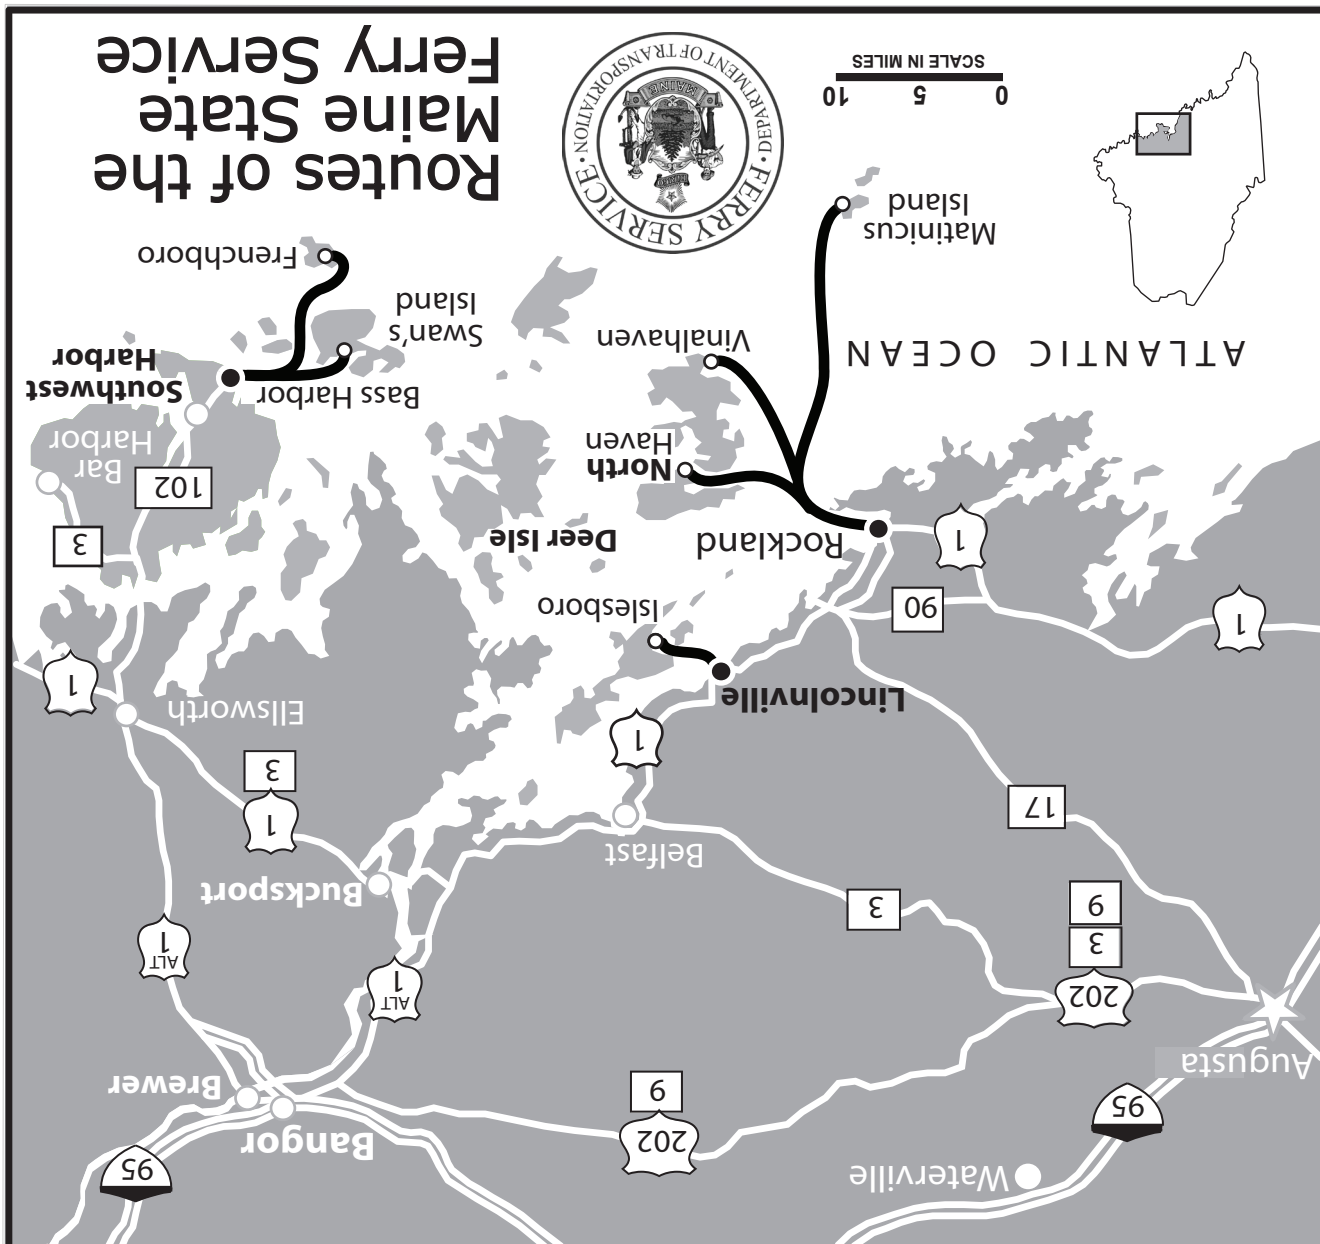 Waterville
95
202
9
Bangor
95
Augusta
Brewer
202
3
9
ALT
1
ALT
1
3
Bucksport
17
Belfast
1
3
1
Ellsworth
1
Lincolnville
1
90
Islesboro
1
Rockland
Deer Isle
3
102
North
Haven
Bar
Harbor
Bass Harbor
Southwest
Harbor
ATLANTIC OCEAN
Vinalhaven
Swan's
Island
Matinicus
Island
Frenchboro
FERRY SERVICE
DEPARTMENT OF TRANSPORTATION
MAINE
0 5 10
SCALE IN MILES
Routes of the
Maine State
Ferry Service